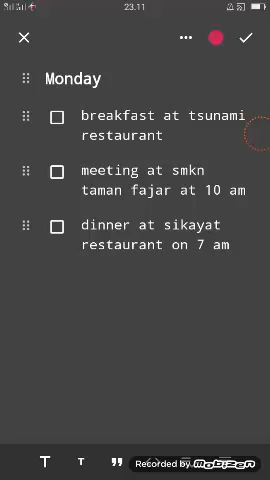 23.11
Monday
breakfast at tsunami
restaurant
meeting at smkn
taman fajar at 10 am
dinner at sikayat
restaurant on 7 am
T T "
Recorded by Mobizen